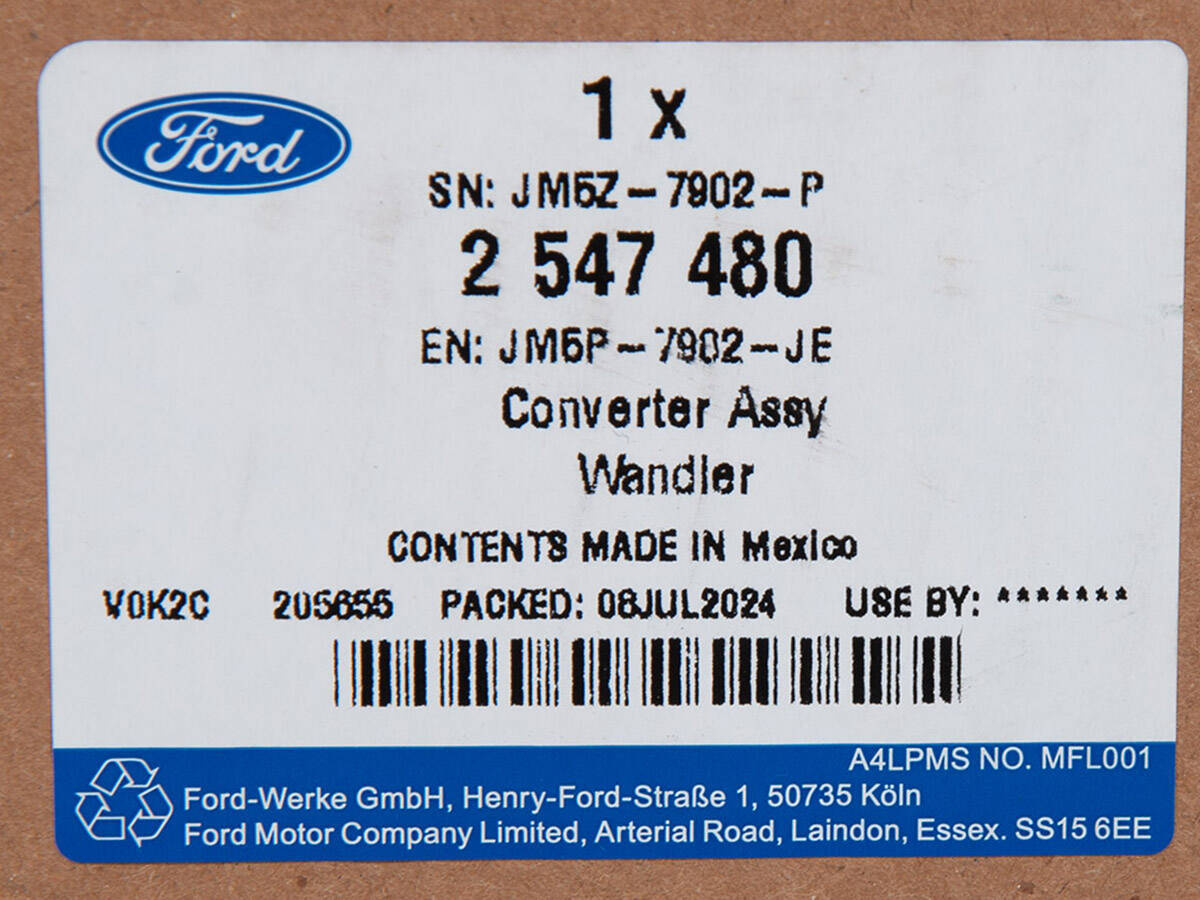 Ford
1 x
SN: JM5Z-7902-P
2 547 480
EN: JM5P-7902-JE
Converter Assy
Wandler
CONTENTS MADE IN Mexico
V0K2C 205655 PACKED: 08JUL2024 USE BY: *******
A4LPMS NO. MFL001
Ford-Werke GmbH, Henry-Ford-Straße 1, 50735 Köln
Ford Motor Company Limited, Arterial Road, Laindon, Essex. SS15 6EE